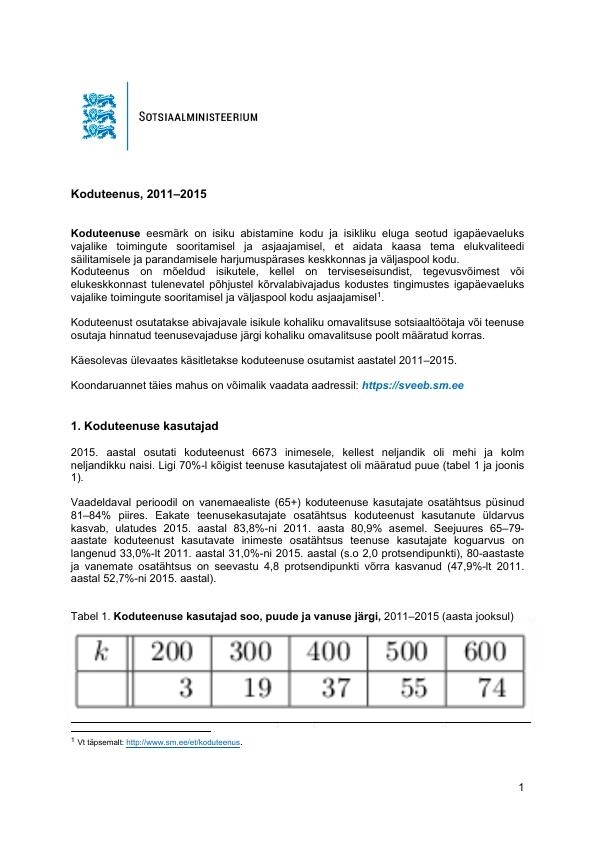 SOTSIAALMINISTEERIUM
Koduteenus, 2011–2015
Koduteenuse eesmärk on isiku abistamine kodu ja isikliku eluga seotud igapäevaeluks
vajalike toimingute sooritamisel ja asjaajamisel, et aidata kaasa tema elukvaliteedi
säilitamisele ja parandamisele harjumuspärases keskkonnas ja väljaspool kodu.
Koduteenus on mõeldud isikutele, kellel on terviseseisundist, tegevusvõimest või
elukeskkonnast tulenevatel põhjustel kõrvalabivajadus kodustes tingimustes igapäevaeluks
vajalike toimingute sooritamisel ja väljaspool kodu asjaajamisel1.
Koduteenust osutatakse abivajavale isikule kohaliku omavalitsuse sotsiaaltöötaja või teenuse
osutaja hinnatud teenusevajaduse järgi kohaliku omavalitsuse poolt määratud korras.
Käesolevas ülevaates käsitletakse koduteenuse osutamist aastatel 2011–2015.
Koondaruannet täies mahus on võimalik vaadata aadressil: https://sveeb.sm.ee
1. Koduteenuse kasutajad
2015. aastal osutati koduteenust 6673 inimesele, kellest neljandik oli mehi ja kolm
neljandikku naisi. Ligi 70%-l kõigist teenuse kasutajatest oli määratud puue (tabel 1 ja joonis
1).
Vaadeldaval perioodil on vanemaealiste (65+) koduteenuse kasutajate osatähtsus püsinud
81–84% piires. Eakate teenusekasutajate osatähtsus koduteenust kasutanute üldarvus
kasvab, ulatudes 2015. aastal 83,8%-ni 2011. aasta 80,9% asemel. Seejuures 65–79-
aastate koduteenust kasutavate inimeste osatähtsus teenuse kasutajate koguarvus on
langenud 33,0%-lt 2011. aastal 31,0%-ni 2015. aastal (s.o 2,0 protsendipunkti), 80-aastaste
ja vanemate osatähtsus on seevastu 4,8 protsendipunkti võrra kasvanud (47,9%-lt 2011.
aastal 52,7%-ni 2015. aastal).
Tabel 1. Koduteenuse kasutajad soo, puude ja vanuse järgi, 2011–2015 (aasta jooksul)
k 200 300 400 500 600
3 19 37 55 74
1 Vt täpsemalt: http://www.sm.ee/et/koduteenus.
1